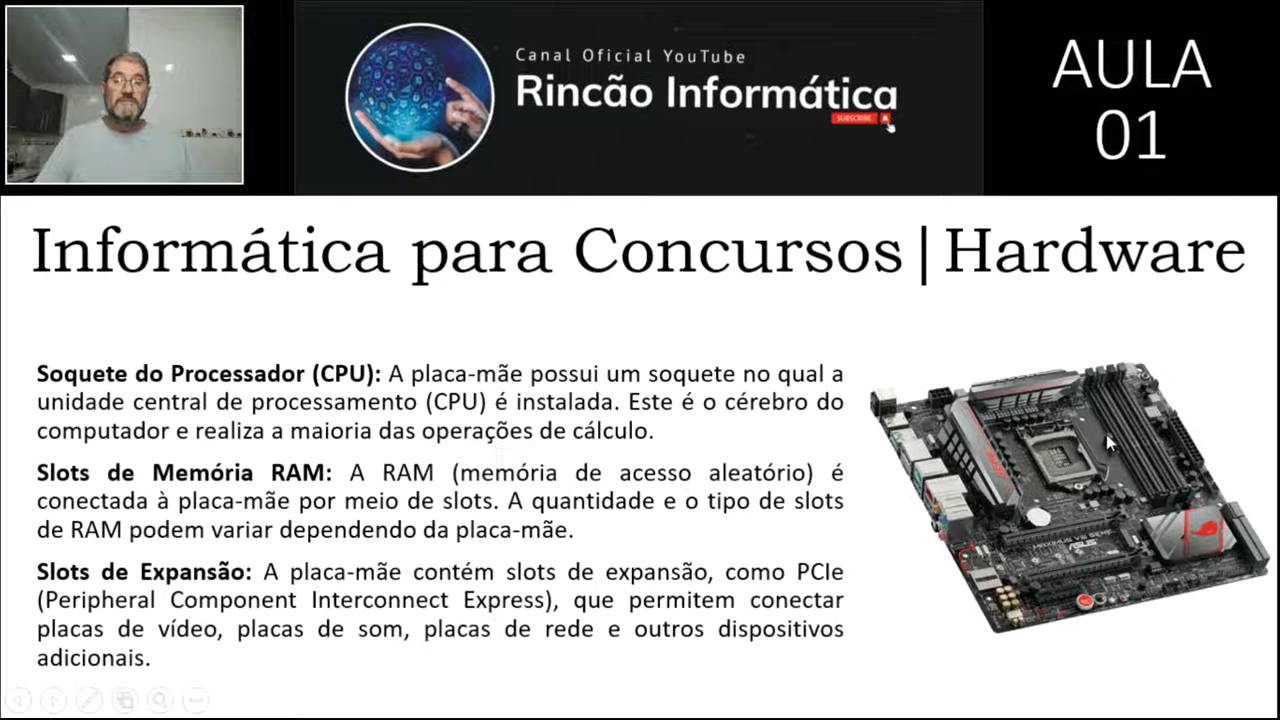 Canal Oficial YouTube
Rincão Informática
SUBSCRIBE
AULA
01
Informática para Concursos|Hardware
Soquete do Processador (CPU): A placa-mãe possui um soquete no qual a
unidade central de processamento (CPU) é instalada. Este é o cérebro do
computador e realiza a maioria das operações de cálculo.
Slots de Memória RAM: A RAM (memória de acesso aleatório) é
conectada à placa-mãe por meio de slots. A quantidade e o tipo de slots
de RAM podem variar dependendo da placa-mãe.
Slots de Expansão: A placa-mãe contém slots de expansão, como PCIe
(Peripheral Component Interconnect Express), que permitem conectar
placas de vídeo, placas de som, placas de rede e outros dispositivos
adicionais.
MAXIMUS VIII GENE
ASUS